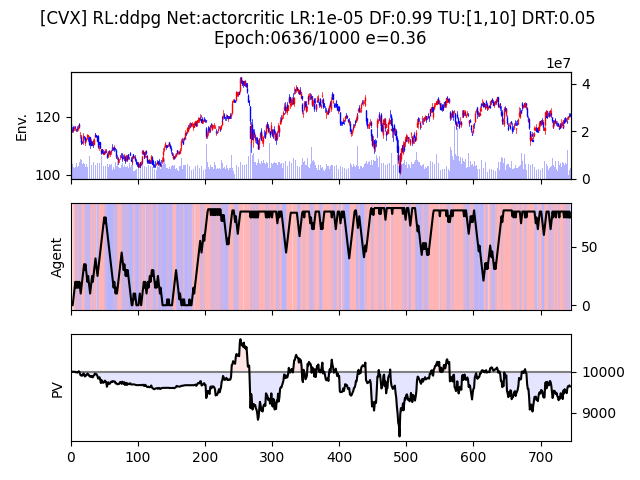 [CVX] RL:ddpg Net:actorcritic LR:1e-05 DF:0.99 TU:[1,10] DRT:0.05
Epoch:0636/1000 e=0.36
1e7
Env.
120
100
4
2
0
Agent
50
0
PV
10000
9000
0 100 200 300 400 500 600 700